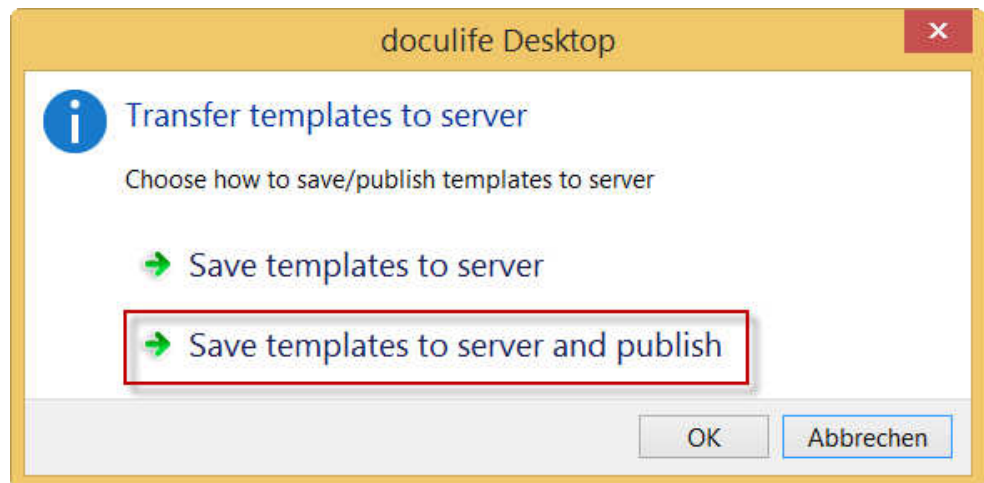 doculife Desktop
Transfer templates to server
Choose how to save/publish templates to server
Save templates to server
Save templates to server and publish
OK Abbrechen